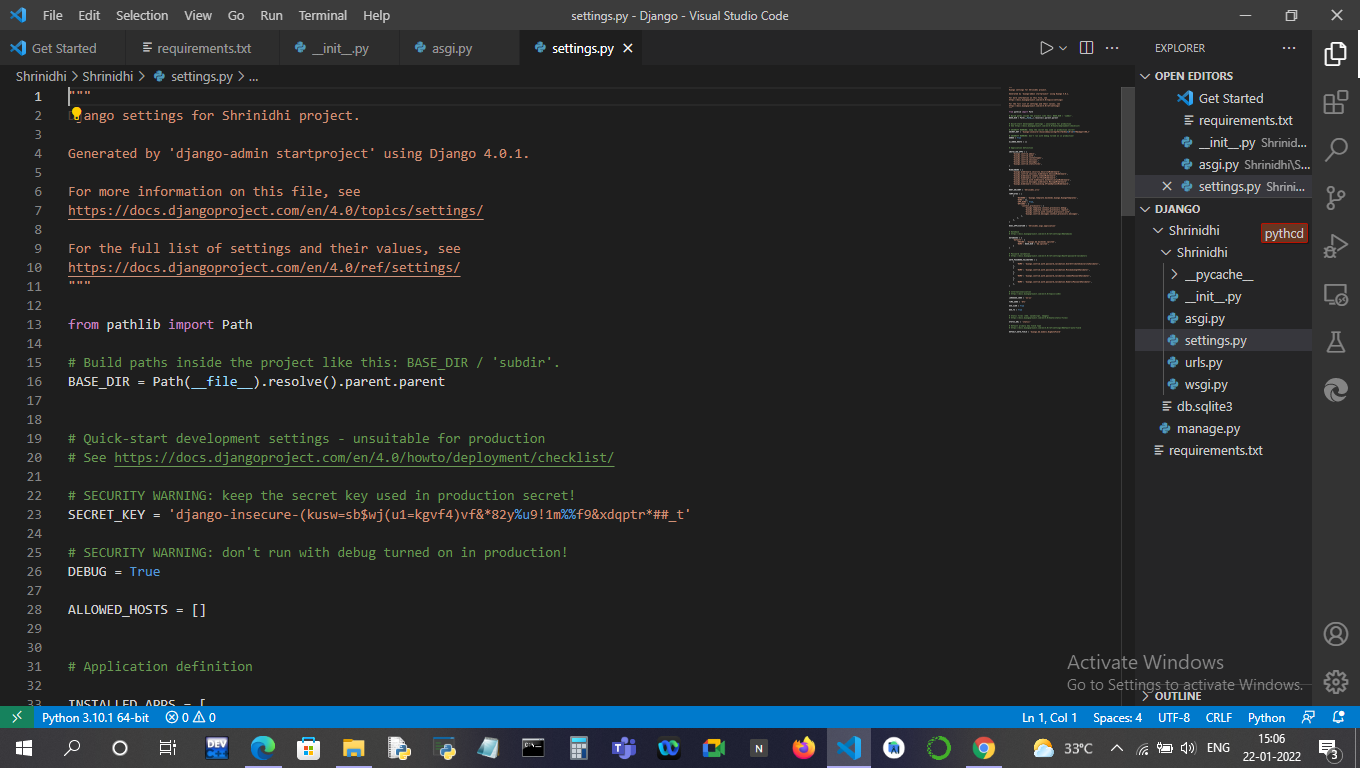 File Edit Selection View Go Run Terminal Help
settings.py - Django - Visual Studio Code
Get Started requirements.txt __init__.py asgi.py settings.py
Shrinidhi > Shrinidhi > settings.py > ...
1 """
2 Django settings for Shrinidhi project.
3
4 Generated by 'django-admin startproject' using Django 4.0.1.
5
6 For more information on this file, see
7 https://docs.djangoproject.com/en/4.0/topics/settings/
8
9 For the full list of settings and their values, see
10 https://docs.djangoproject.com/en/4.0/ref/settings/
11 """
12
13 from pathlib import Path
14
15 # Build paths inside the project like this: BASE_DIR / 'subdir'.
16 BASE_DIR = Path(__file__).resolve().parent.parent
17
18
19 # Quick-start development settings - unsuitable for production
20 # See https://docs.djangoproject.com/en/4.0/howto/deployment/checklist/
21
22 # SECURITY WARNING: keep the secret key used in production secret!
23 SECRET_KEY = 'django-insecure-(kusw=sb$wj(u1=kgvf4)vf&*82y%u9!1m%%f9&xdqptr*##_t'
24
25 # SECURITY WARNING: don't run with debug turned on in production!
26 DEBUG = True
27
28 ALLOWED_HOSTS = []
29
30
31 # Application definition
32
33 INSTALLED_APPS = [
EXPLORER
OPEN EDITORS
Get Started
requirements.txt
__init__.py Shrinid...
asgi.py Shrinidhi\S...
settings.py Shrini...
DJANGO
Shrinidhi
pythcd
Shrinidhi
__pycache__
__init__.py
asgi.py
settings.py
urls.py
wsgi.py
db.sqlite3
manage.py
requirements.txt
Activate Windows
Go to Settings to activate Windows.
OUTLINE
Python 3.10.1 64-bit 0 0 Ln 1, Col 1 Spaces: 4 UTF-8 CRLF Python
DEV C++
N
33°C ENG 15:06
22-01-2022
3